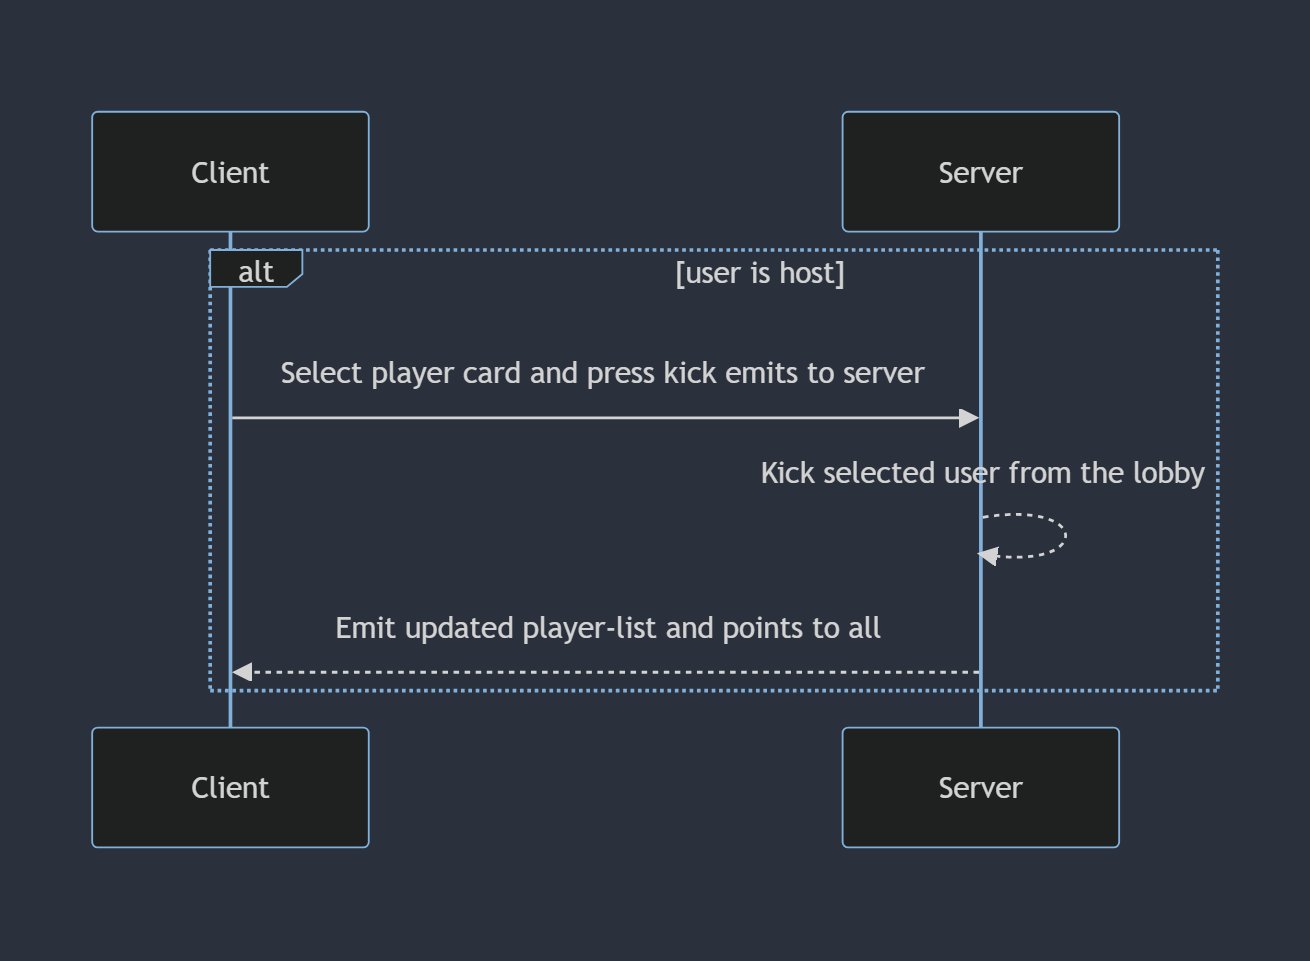 Client
Server
alt
[user is host]
Select player card and press kick emits to server
Kick selected user from the lobby
Emit updated player-list and points to all
Client
Server